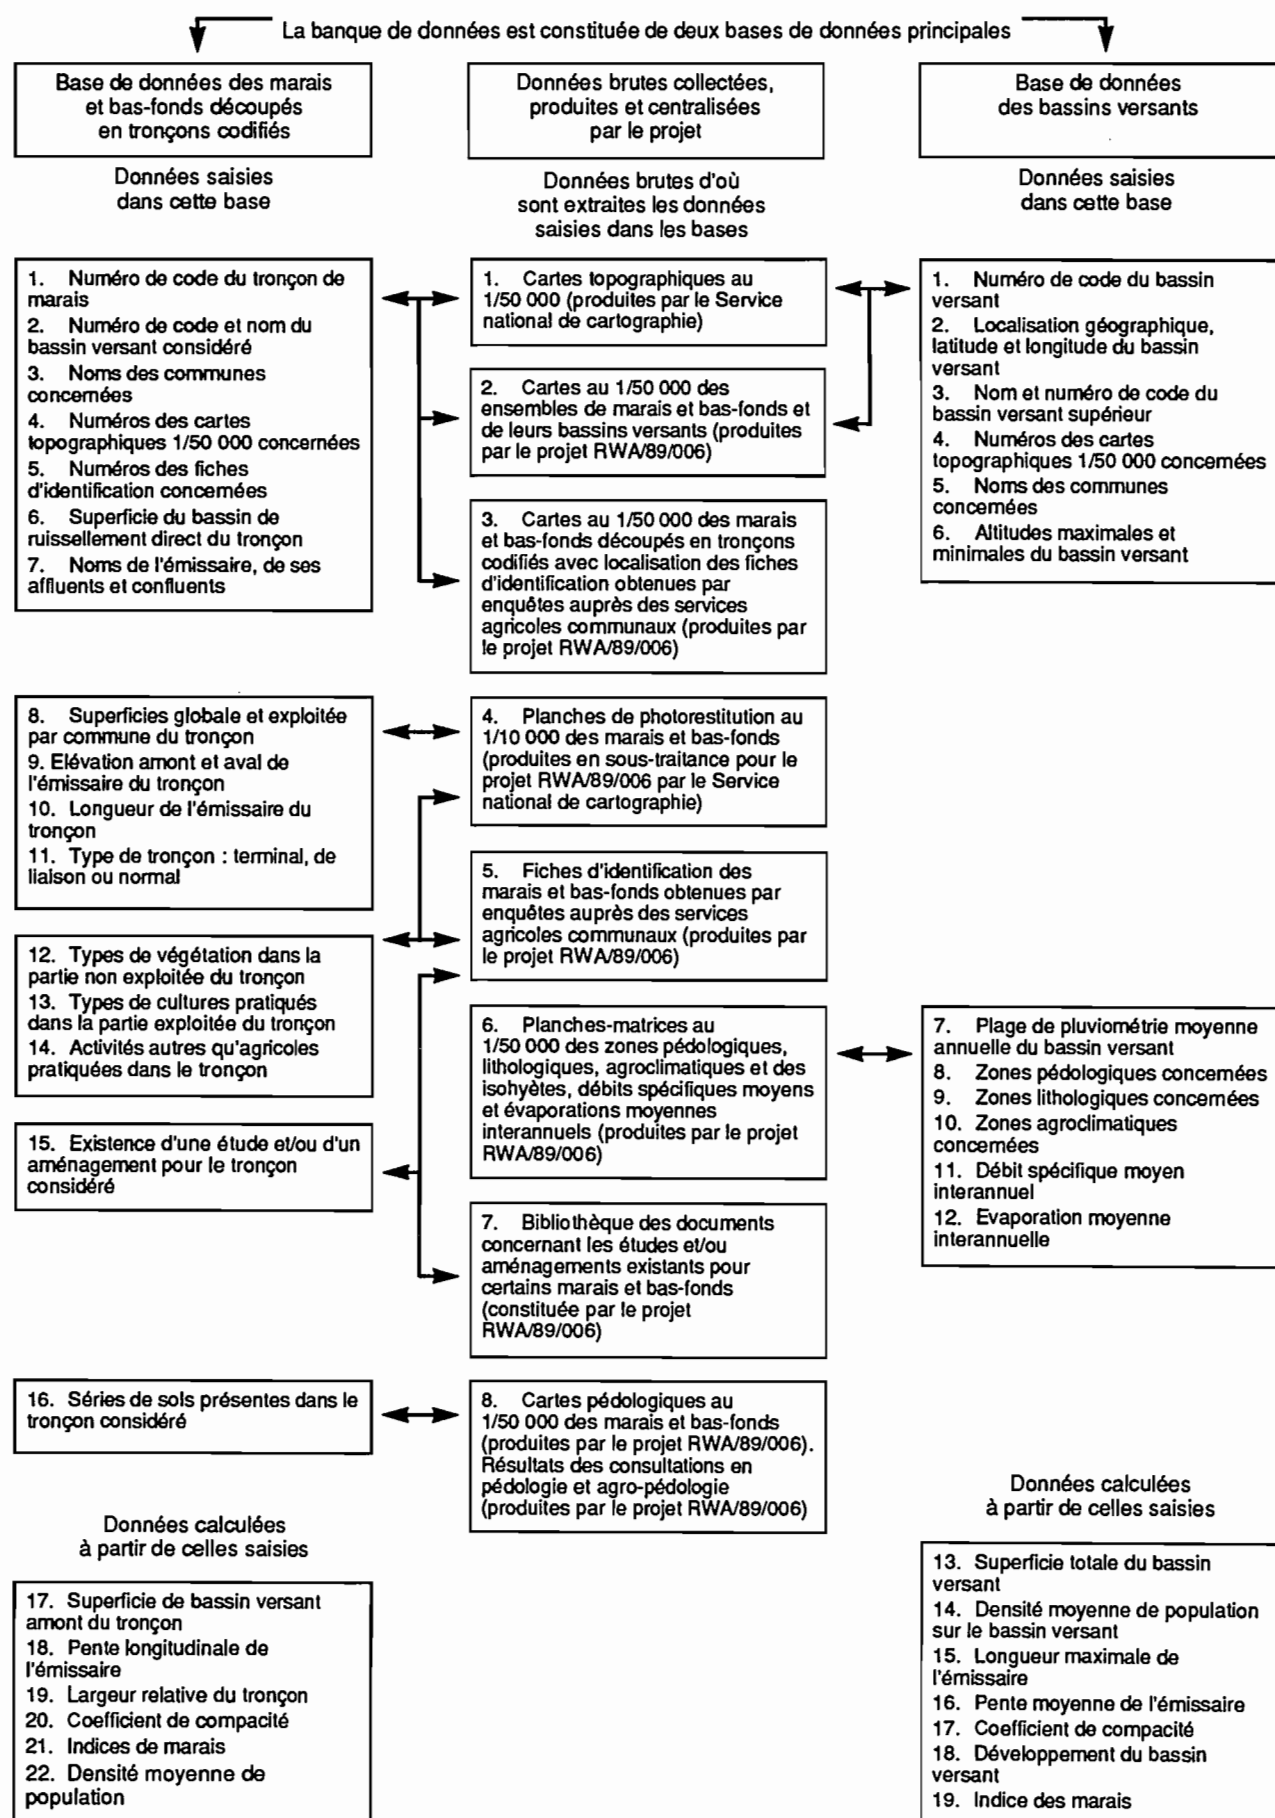 La banque de données est constituée de deux bases de données principales
Base de données des marais
et bas-fonds découpés
en tronçons codifiés
Données saisies
dans cette base
1. Numéro de code du tronçon de
marais
2. Numéro de code et nom du
bassin versant considéré
3. Noms des communes
concernées
4. Numéros des cartes
topographiques 1/50 000 concernées
5. Numéros des fiches
d'identification concernées
6. Superficie du bassin de
ruissellement direct du tronçon
7. Noms de l'émissaire, de ses
affluents et confluents
8. Superficies globale et exploitée
par commune du tronçon
9. Elévation amont et aval de
l'émissaire du tronçon
10. Longueur de l'émissaire du
tronçon
11. Type de tronçon : terminal, de
liaison ou normal
12. Types de végétation dans la
partie non exploitée du tronçon
13. Types de cultures pratiqués
dans la partie exploitée du tronçon
14. Activités autres qu'agricoles
pratiquées dans le tronçon
15. Existence d'une étude et/ou d'un
aménagement pour le tronçon
considéré
16. Séries de sols présentes dans le
tronçon considéré
Données calculées
à partir de celles saisies
17. Superficie de bassin versant
amont du tronçon
18. Pente longitudinale de
l'émissaire
19. Largeur relative du tronçon
20. Coefficient de compacité
21. Indices de marais
22. Densité moyenne de
population
Données brutes collectées,
produites et centralisées
par le projet
Données brutes d'où
sont extraites les données
saisies dans les bases
1. Cartes topographiques au
1/50 000 (produites par le Service
national de cartographie)
2. Cartes au 1/50 000 des
ensembles de marais et bas-fonds et
de leurs bassins versants (produites
par le projet RWA/89/006)
3. Cartes au 1/50 000 des marais
et bas-fonds découpés en tronçons
codifiés avec localisation des fiches
d'identification obtenues par
enquêtes auprès des services
agricoles communaux (produites par
le projet RWA/89/006)
4. Planches de photorestitution au
1/10 000 des marais et bas-fonds
(produites en sous-traitance pour le
projet RWA/89/006 par le Service
national de cartographie)
5. Fiches d'identification des
marais et bas-fonds obtenues par
enquêtes auprès des services
agricoles communaux (produites par
le projet RWA/89/006)
6. Planches-matrices au
1/50 000 des zones pédologiques,
lithologiques, agroclimatiques et des
isohyètes, débits spécifiques moyens
et évaporations moyennes
interannuels (produites par le projet
RWA/89/006)
7. Bibliothèque des documents
concernant les études et/ou
aménagements existants pour
certains marais et bas-fonds
(constituée par le projet
RWA/89/006)
8. Cartes pédologiques au
1/50 000 des marais et bas-fonds
(produites par le projet RWA/89/006).
Résultats des consultations en
pédologie et agro-pédologie
(produites par le projet RWA/89/006)
Base de données
des bassins versants
Données saisies
dans cette base
1. Numéro de code du bassin
versant
2. Localisation géographique,
latitude et longitude du bassin
versant
3. Nom et numéro de code du
bassin versant supérieur
4. Numéros des cartes
topographiques 1/50 000 concernées
5. Noms des communes
concernées
6. Altitudes maximales et
minimales du bassin versant
7. Plage de pluviométrie moyenne
annuelle du bassin versant
8. Zones pédologiques concernées
9. Zones lithologiques concernées
10. Zones agroclimatiques
concernées
11. Débit spécifique moyen
interannuel
12. Evaporation moyenne
interannuelle
Données calculées
à partir de celles saisies
13. Superficie totale du bassin
versant
14. Densité moyenne de population
sur le bassin versant
15. Longueur maximale de
l'émissaire
16. Pente moyenne de l'émissaire
17. Coefficient de compacité
18. Développement du bassin
versant
19. Indice des marais